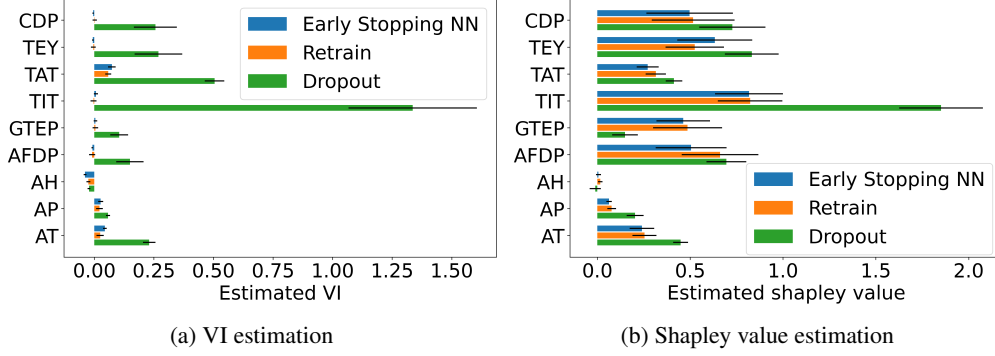 CDP
TEY
TAT
TIT
GTEP
AFDP
AH
AP
AT
Early Stopping NN
Retrain
Dropout
0.00 0.25 0.50 0.75 1.00 1.25 1.50
Estimated VI
(a) VI estimation
CDP
TEY
TAT
TIT
GTEP
AFDP
AH
AP
AT
Early Stopping NN
Retrain
Dropout
0.0 0.5 1.0 1.5 2.0
Estimated shapley value
(b) Shapley value estimation